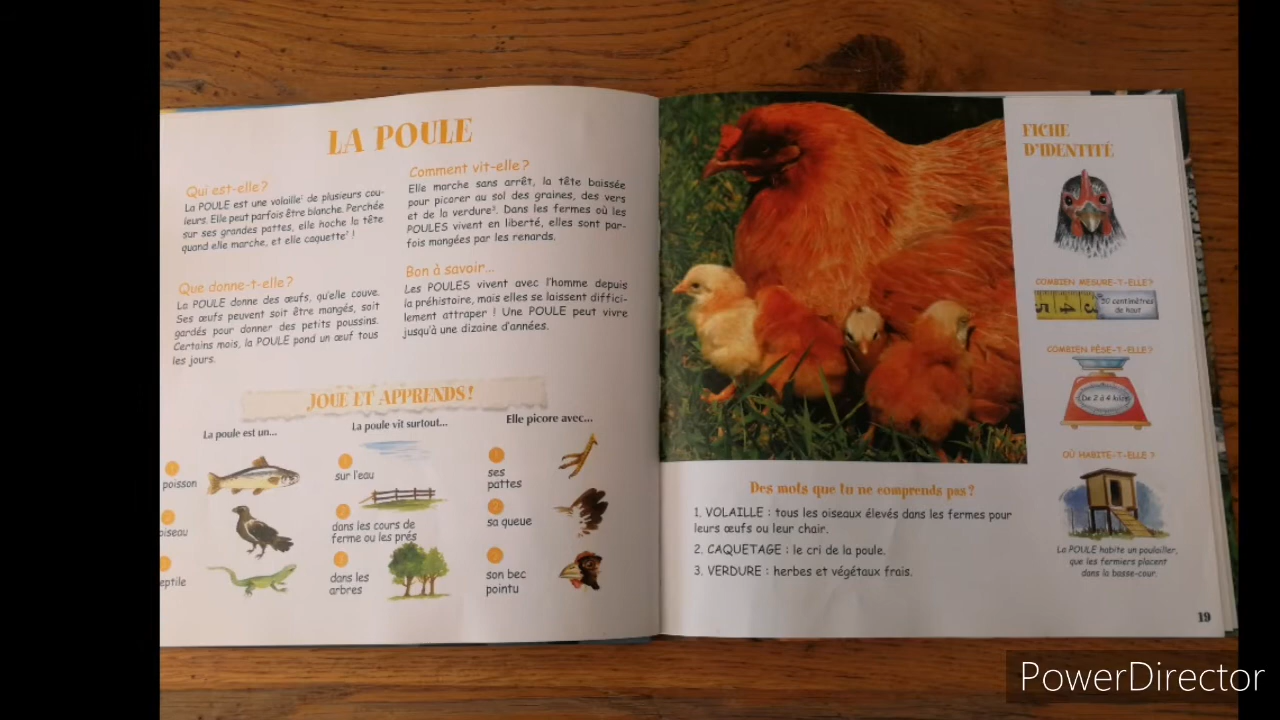 LA POULE
Qui est-elle ?
La POULE est une volaille¹ de plusieurs cou-
leurs. Elle peut parfois être blanche. Perchée
sur ses grandes pattes, elle hoche la tête
quand elle marche, et elle caquette² !
Que donne-t-elle ?
La POULE donne des œufs, qu'elle couve.
Ses œufs peuvent soit être mangés, soit
gardés pour donner des petits poussins.
Certains mois, la POULE pond un œuf tous
les jours.
Comment vit-elle ?
Elle marche sans arrêt, la tête baissée
pour picorer au sol des graines, des vers
et de la verdure³. Dans les fermes où les
POULES vivent en liberté, elles sont par-
fois mangées par les renards.
Bon à savoir...
Les POULES vivent avec l'homme depuis
la préhistoire, mais elles se laissent diffici-
lement attraper ! Une POULE peut vivre
jusqu'à une dizaine d'années.
JOUE ET APPRENDS !
La poule est un...
poisson
oiseau
eptile
La poule vit surtout...
1
sur l'eau
2
dans les cours de
ferme ou les prés
dans les
arbres
Elle picore avec...
1
ses
pattes
2
sa queue
son bec
pointu
Des mots que tu ne comprends pas ?
1. VOLAILLE : tous les oiseaux élevés dans les fermes pour
leurs œufs ou leur chair.
2. CAQUETAGE : le cri de la poule.
3. VERDURE : herbes et végétaux frais.
FICHE
D'IDENTITÉ
COMBIEN MESURE-T-ELLE ?
20 centimètres
de haut
COMBIEN PÈSE-T-ELLE ?
De 2 à 4 kilos
OÙ HABITE-T-ELLE ?
La POULE habite un poulailler,
que les fermiers placent
dans la basse-cour.
19
PowerDirector